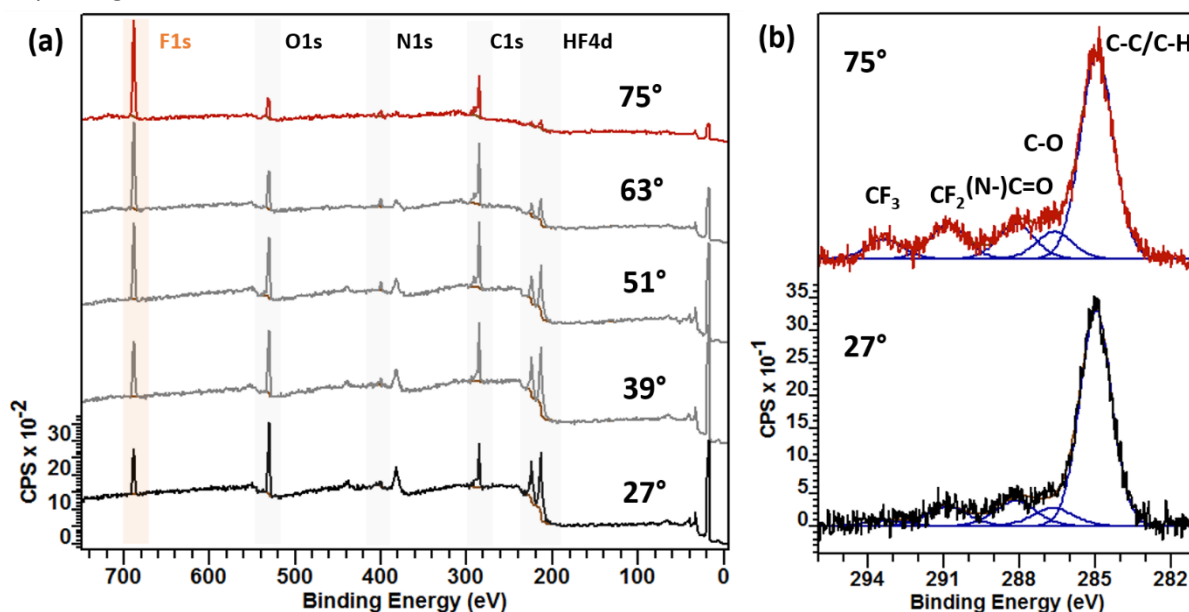 (a)
F1s O1s N1s C1s HF4d
75°
63°
51°
39°
27°
CPS x 10⁻²
30
20
10
0
700 600 500 400 300 200 100 0
Binding Energy (eV)
(b)
75°
C-C/C-H
C-O
CF₃ CF₂ (N-)C=O
27°
CPS x 10⁻¹
35
30
25
20
15
10
5
0
294 291 288 285 282
Binding Energy (eV)